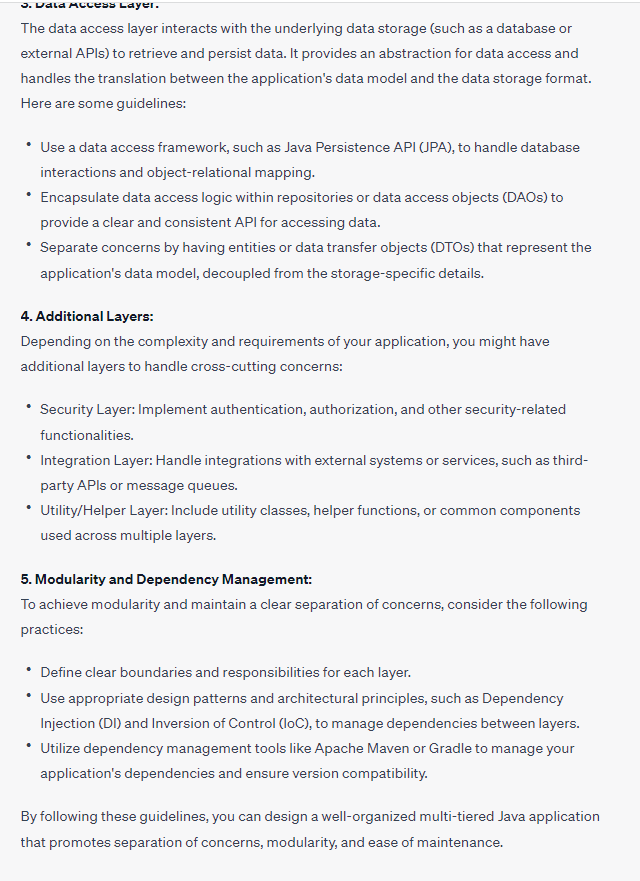 3. Data Access Layer:
The data access layer interacts with the underlying data storage (such as a database or
external APIs) to retrieve and persist data. It provides an abstraction for data access and
handles the translation between the application's data model and the data storage format.
Here are some guidelines:
• Use a data access framework, such as Java Persistence API (JPA), to handle database
interactions and object-relational mapping.
• Encapsulate data access logic within repositories or data access objects (DAOs) to
provide a clear and consistent API for accessing data.
• Separate concerns by having entities or data transfer objects (DTOs) that represent the
application's data model, decoupled from the storage-specific details.
4. Additional Layers:
Depending on the complexity and requirements of your application, you might have
additional layers to handle cross-cutting concerns:
• Security Layer: Implement authentication, authorization, and other security-related
functionalities.
• Integration Layer: Handle integrations with external systems or services, such as third-
party APIs or message queues.
• Utility/Helper Layer: Include utility classes, helper functions, or common components
used across multiple layers.
5. Modularity and Dependency Management:
To achieve modularity and maintain a clear separation of concerns, consider the following
practices:
• Define clear boundaries and responsibilities for each layer.
• Use appropriate design patterns and architectural principles, such as Dependency
Injection (DI) and Inversion of Control (IoC), to manage dependencies between layers.
• Utilize dependency management tools like Apache Maven or Gradle to manage your
application's dependencies and ensure version compatibility.
By following these guidelines, you can design a well-organized multi-tiered Java application
that promotes separation of concerns, modularity, and ease of maintenance.